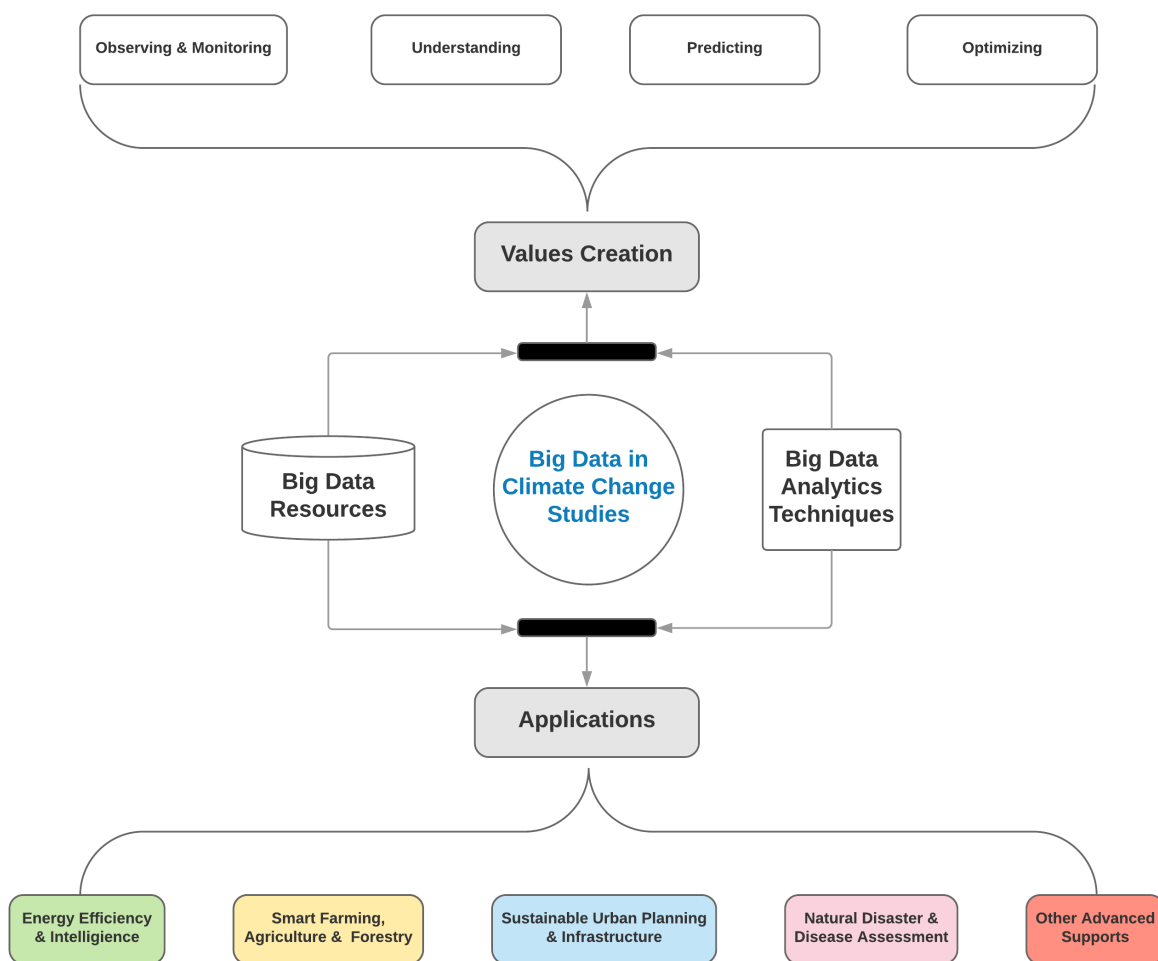 Observing & Monitoring
Understanding
Predicting
Optimizing
Values Creation
Big Data
Resources
Big Data in
Climate Change
Studies
Big Data
Analytics
Techniques
Applications
Energy Efficiency
& Intelligience
Smart Farming,
Agriculture &  Forestry
Sustainable Urban Planning
& Infrastructure
Natural Disaster &
Disease Assessment
Other Advanced
Supports